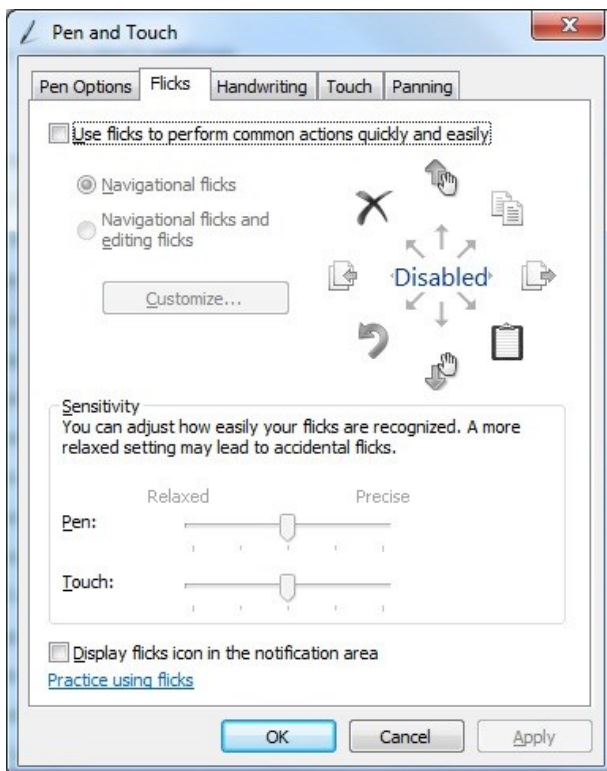 Pen and Touch
Pen Options Flicks Handwriting Touch Panning
Use flicks to perform common actions quickly and easily
Navigational flicks
Navigational flicks and
editing flicks
Customize...
Disabled
Sensitivity
You can adjust how easily your flicks are recognized. A more
relaxed setting may lead to accidental flicks.
Relaxed Precise
Pen:
Touch:
Display flicks icon in the notification area
Practice using flicks
OK Cancel Apply